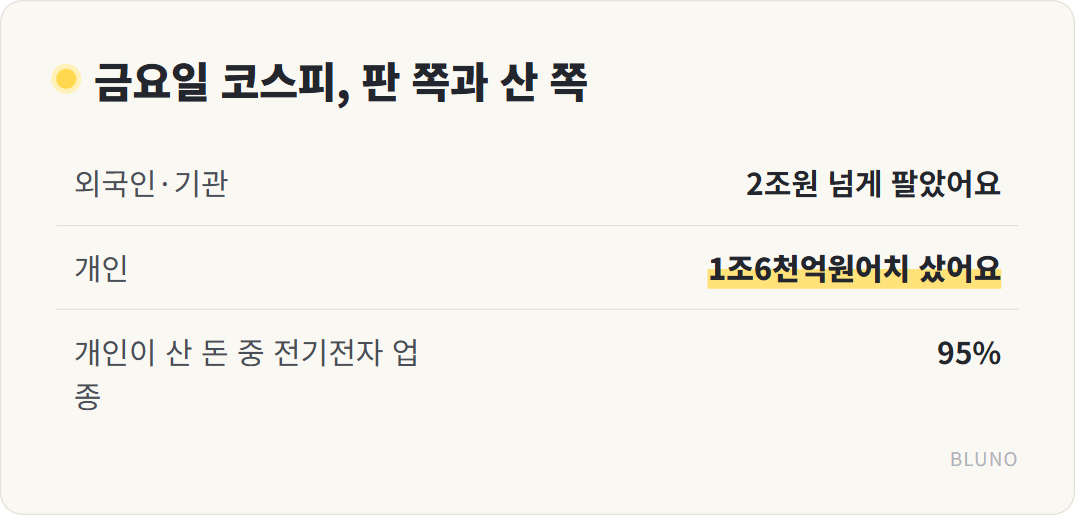 금요일 코스피, 판 쪽과 산 쪽
외국인·기관 2조원 넘게 팔았어요
개인 1조6천억원어치 샀어요
개인이 산 돈 중 전기전자 업 95%
종
BLUNO